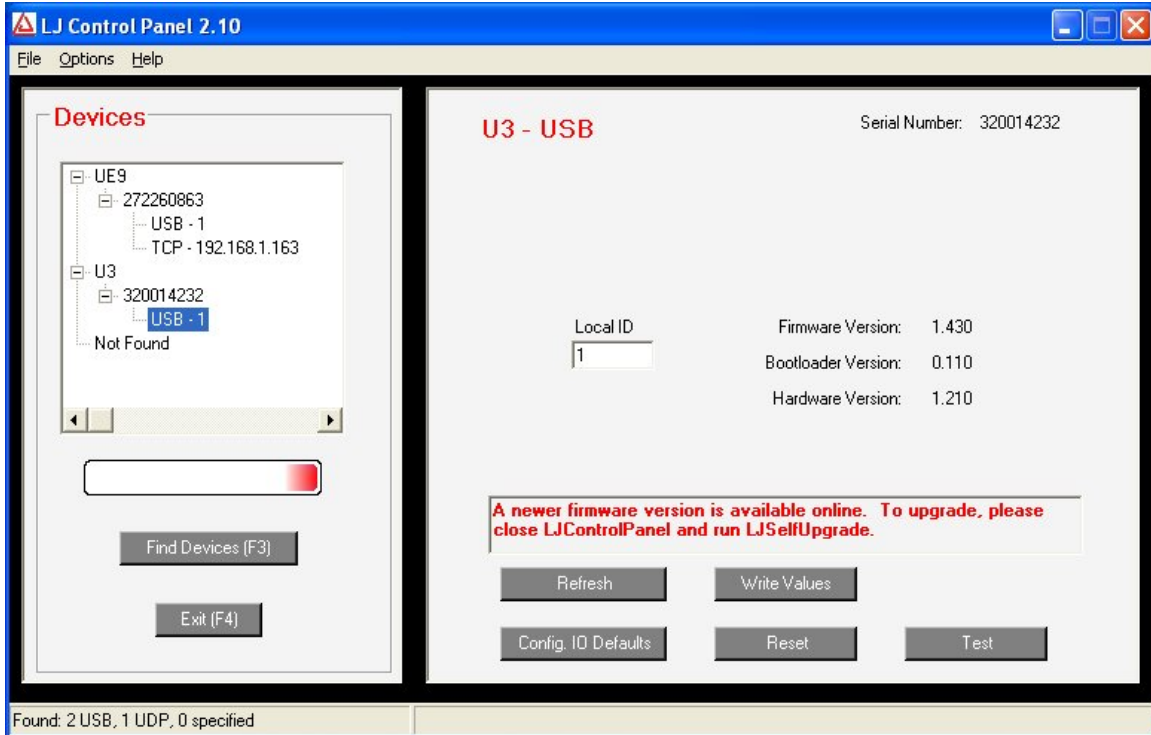 LJ Control Panel 2.10
File Options Help
Devices
UE9
272260863
USB - 1
TCP - 192.168.1.163
U3
320014232
USB - 1
Not Found
Find Devices (F3)
Exit (F4)
U3 - USB
Serial Number: 320014232
Local ID
1
Firmware Version: 1.430
Bootloader Version: 0.110
Hardware Version: 1.210
A newer firmware version is available online. To upgrade, please
close LJControlPanel and run LJSelfUpgrade.
Refresh
Write Values
Config. IO Defaults
Reset
Test
Found: 2 USB, 1 UDP, 0 specified